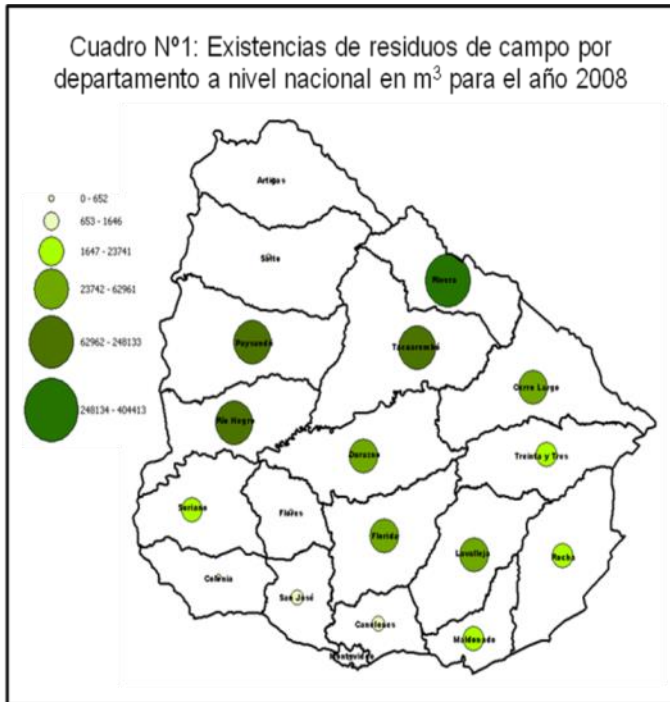 Cuadro Nº1: Existencias de residuos de campo por
departamento a nivel nacional en m³ para el año 2008
0 - 652
653 - 1646
1647 - 23741
23742 - 62961
62962 - 248133
248134 - 404413
Artigas
Salto
Rivera
Paysandú
Tacuarembó
Cerro Largo
Río Negro
Durazno
Treinta y Tres
Soriano
Flores
Florida
Lavalleja
Rocha
Colonia
San José
Canelones
Maldonado
Montevideo